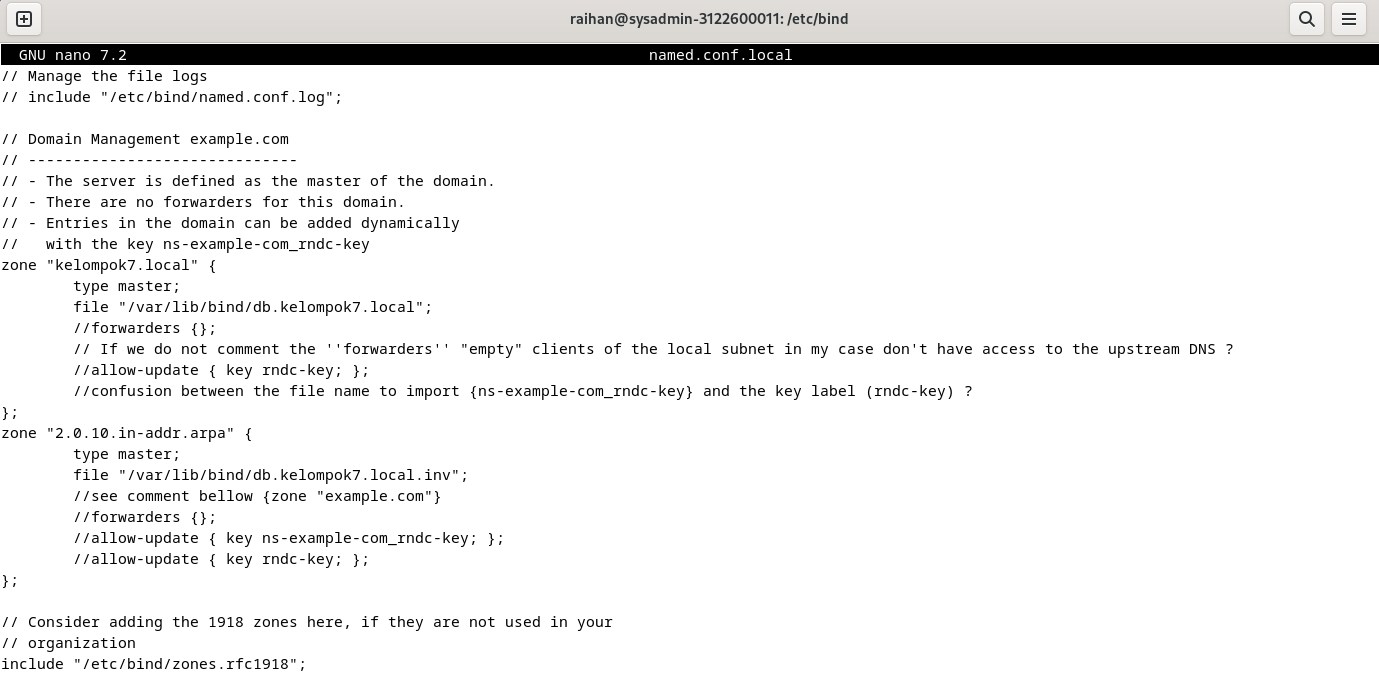 raihan@sysadmin-3122600011: /etc/bind
GNU nano 7.2 named.conf.local
// Manage the file logs
// include "/etc/bind/named.conf.log";
// Domain Management example.com
// ------------------------------
// - The server is defined as the master of the domain.
// - There are no forwarders for this domain.
// - Entries in the domain can be added dynamically
//   with the key ns-example-com_rndc-key
zone "kelompok7.local" {
        type master;
        file "/var/lib/bind/db.kelompok7.local";
        //forwarders {};
        // If we do not comment the ''forwarders'' "empty" clients of the local subnet in my case don't have access to the upstream DNS ?
        //allow-update { key rndc-key; };
        //confusion between the file name to import {ns-example-com_rndc-key} and the key label (rndc-key) ?
};
zone "2.0.10.in-addr.arpa" {
        type master;
        file "/var/lib/bind/db.kelompok7.local.inv";
        //see comment bellow {zone "example.com"}
        //forwarders {};
        //allow-update { key ns-example-com_rndc-key; };
        //allow-update { key rndc-key; };
};
// Consider adding the 1918 zones here, if they are not used in your
// organization
include "/etc/bind/zones.rfc1918";